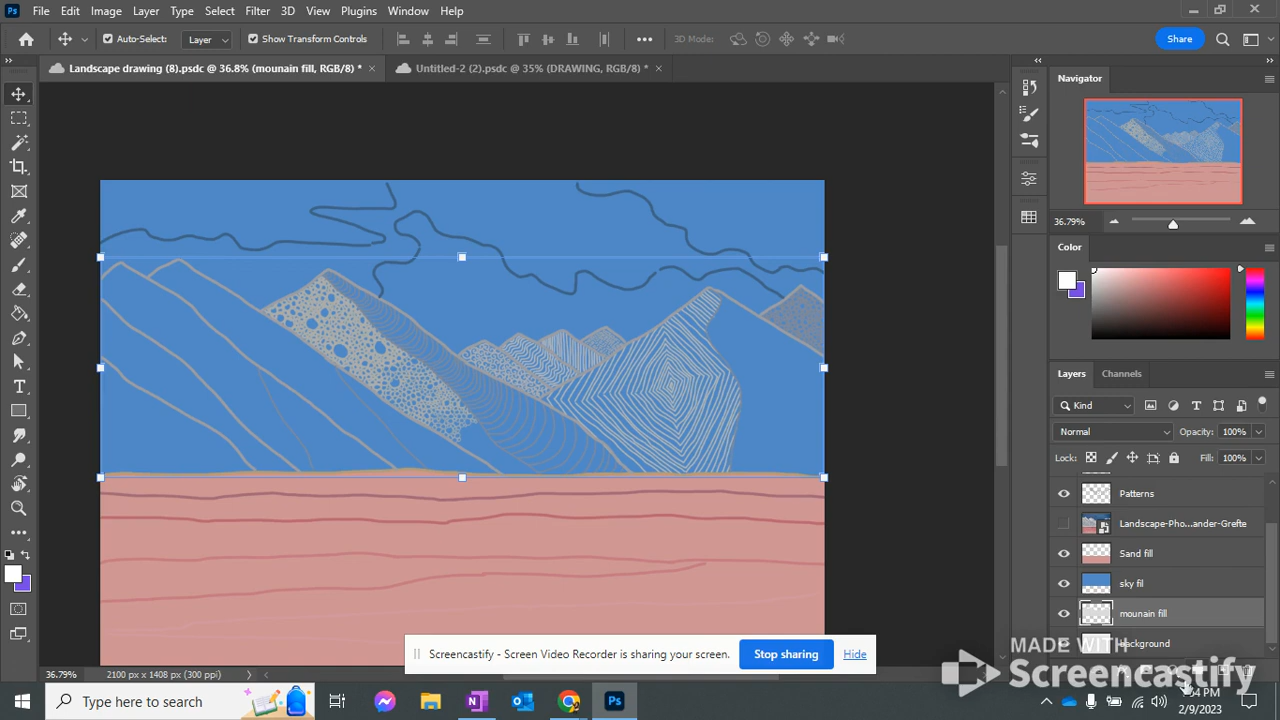 Ps File Edit Image Layer Type Select Filter 3D View Plugins Window Help
Auto-Select: Layer Show Transform Controls 3D Mode: Share
Landscape drawing (8).psdc @ 36.8% (mounain fill, RGB/8) * Untitled-2 (2).psdc @ 35% (DRAWING, RGB/8) *
Navigator
36.79%
Color
Layers Channels
Kind
Normal Opacity: 100%
Lock: Fill: 100%
Patterns
Landscape-Pho...ander-Grefte
Sand fill
sky fil
mounain fill
Background
Screencastify - Screen Video Recorder is sharing your screen. Stop sharing Hide
MADE WITH
Screencastify
36.79% 2100 px x 1408 px (300 ppi)
Type here to search
Ps
2/9/2023